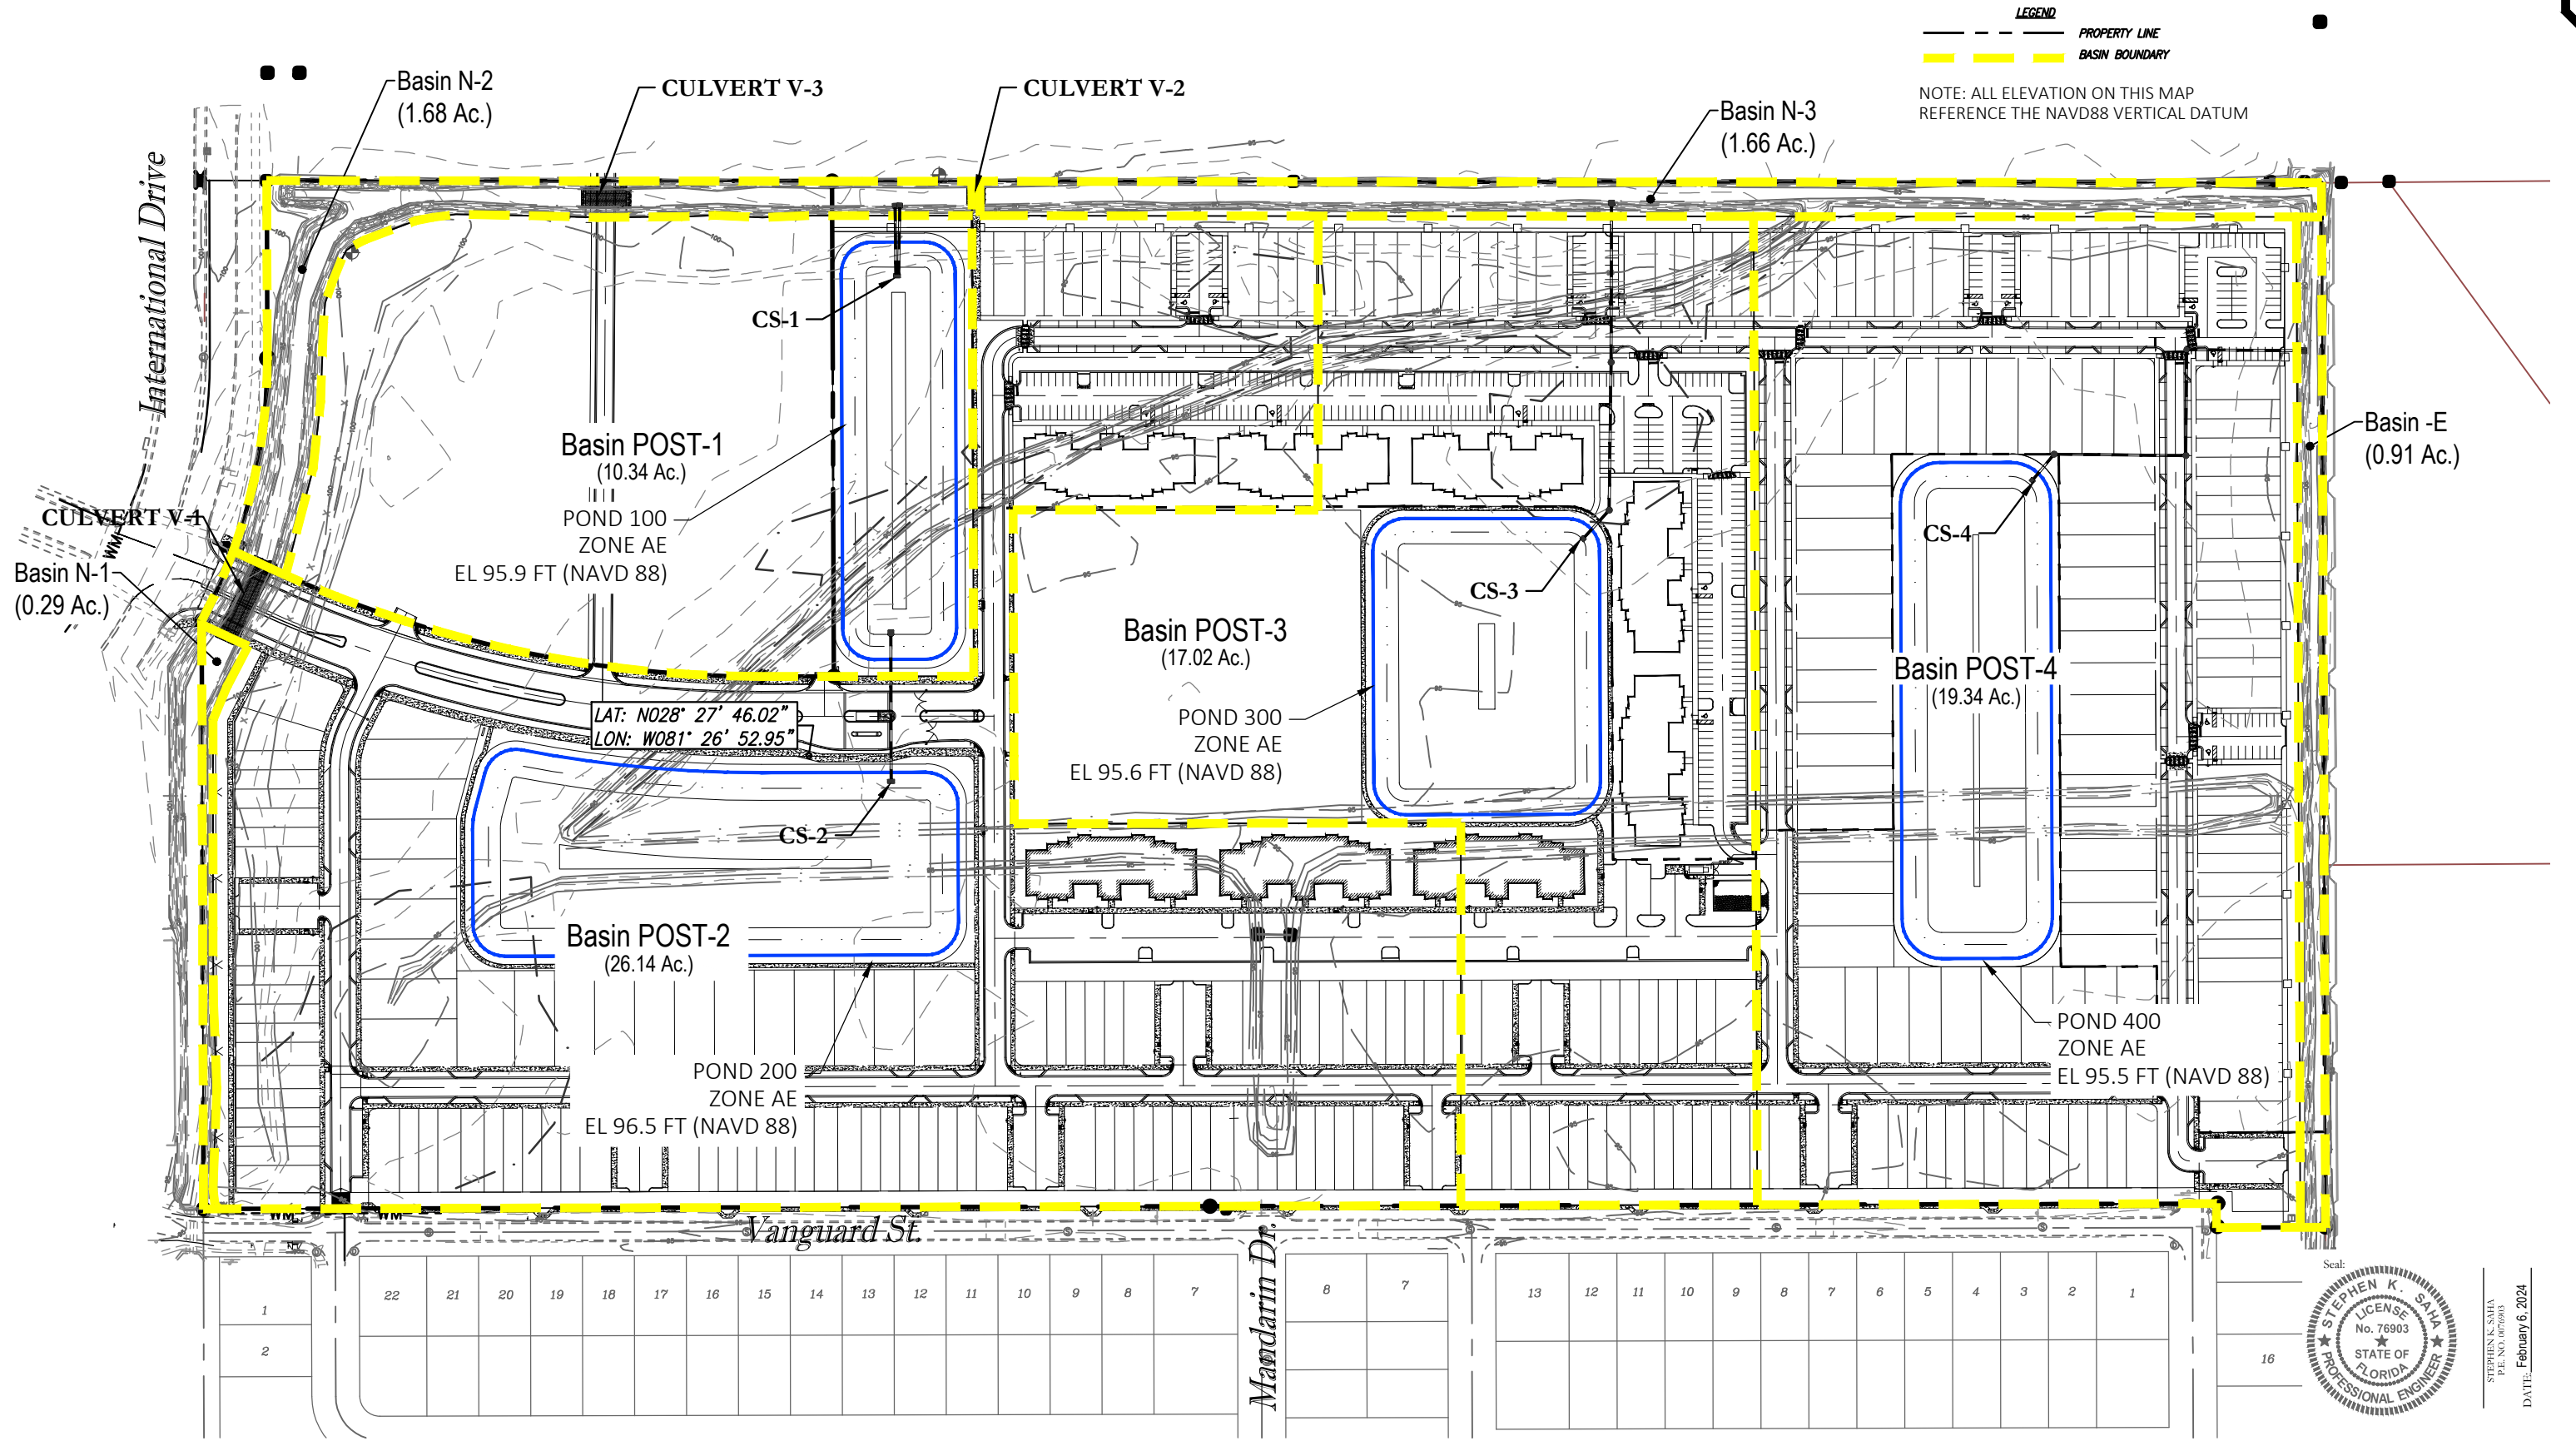 LEGEND
PROPERTY LINE
BASIN BOUNDARY
NOTE: ALL ELEVATION ON THIS MAP
REFERENCE THE NAVD88 VERTICAL DATUM
Basin N-2
(1.68 Ac.)
CULVERT V-3
CULVERT V-2
Basin N-3
(1.66 Ac.)
International Drive
CS-1
Basin POST-1
(10.34 Ac.)
POND 100
ZONE AE
EL 95.9 FT (NAVD 88)
Basin -E
(0.91 Ac.)
CULVERT V-1
WM
Basin N-1
(0.29 Ac.)
CS-3
CS-4
Basin POST-3
(17.02 Ac.)
POND 300
ZONE AE
EL 95.6 FT (NAVD 88)
Basin POST-4
(19.34 Ac.)
LAT: N028° 27' 46.02"
LON: W081° 26' 52.95"
CS-2
Basin POST-2
(26.14 Ac.)
POND 200
ZONE AE
EL 96.5 FT (NAVD 88)
POND 400
ZONE AE
EL 95.5 FT (NAVD 88)
WM
WM
Vanguard St.
Mandarin Dr.
1
2
22 21 20 19 18 17 16 15 14 13 12 11 10 9 8 7
8 7
13 12 11 10 9 8 7 6 5 4 3 2 1
16
Seal:
STEPHEN K. SAHA
LICENSE
No. 76903
STATE OF
FLORIDA
PROFESSIONAL ENGINEER
STEPHEN K. SAHA
P.E. NO. 0076903
DATE: February 6, 2024